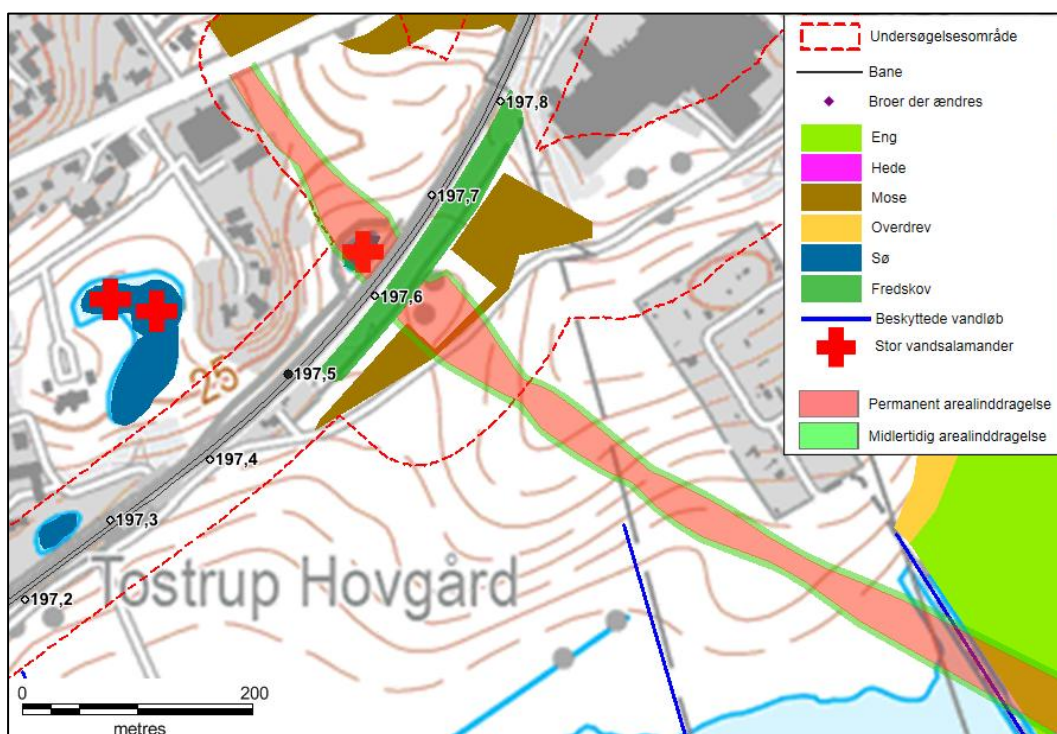 Undersøgelsesområde
Bane
Broer der ændres
Eng
Hede
Mose
Overdrev
Sø
Fredskov
Beskyttede vandløb
Stor vandsalamander
Permanent arealinddragelse
Midlertidig arealinddragelse
197,8
197,7
197,6
197,5
25
197,4
197,3
197,2
Tostrup Hovgård
0 200
metres